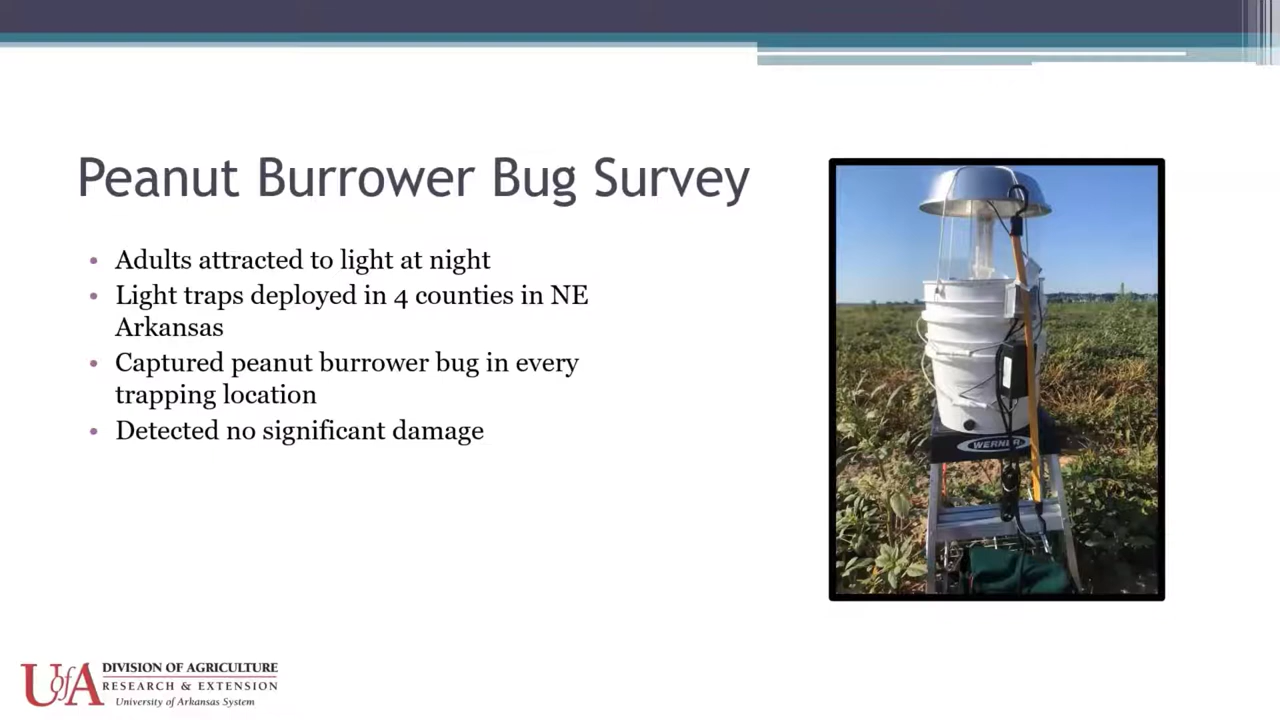 Peanut Burrower Bug Survey
• Adults attracted to light at night
• Light traps deployed in 4 counties in NE
Arkansas
• Captured peanut burrower bug in every
trapping location
• Detected no significant damage
WERNER
UofA
DIVISION OF AGRICULTURE
RESEARCH & EXTENSION
University of Arkansas System